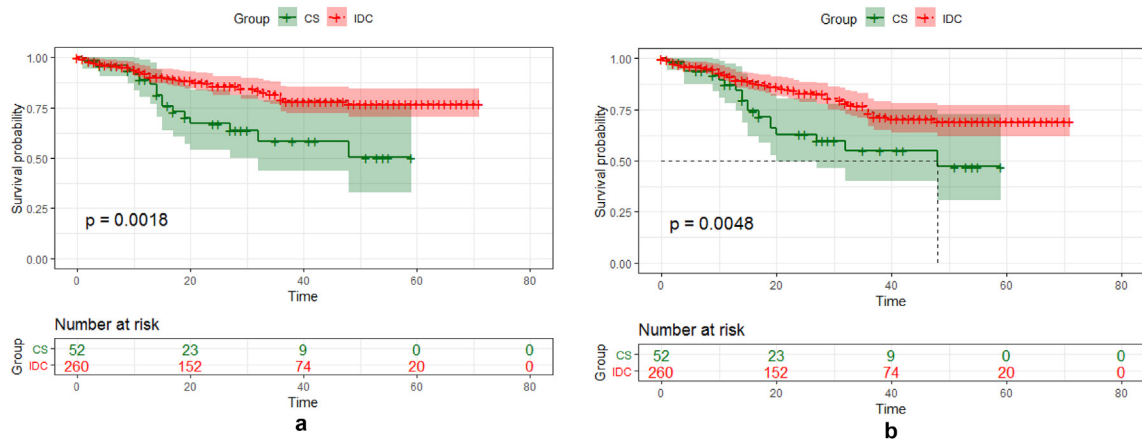 Group CS IDC
Survival probability
1.00
0.75
0.50
0.25
0.00
p = 0.0018
0 20 40 60 80
Time
Number at risk
Group
CS 52 23 9 0 0
IDC 260 152 74 20 0
0 20 40 60 80
Time
a
Group CS IDC
Survival probability
1.00
0.75
0.50
0.25
0.00
p = 0.0048
0 20 40 60 80
Time
Number at risk
Group
CS 52 23 9 0 0
IDC 260 152 74 20 0
0 20 40 60 80
Time
b